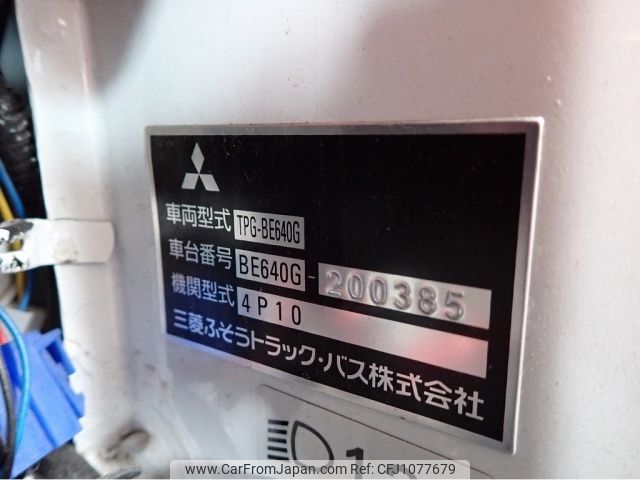 車両型式 TPG-BE640G
車台番号 BE640G-200385
機関型式 4P10
三菱ふそうトラック・バス株式会社
www.CarFromJapan.com | Ref.No CFJ1077679